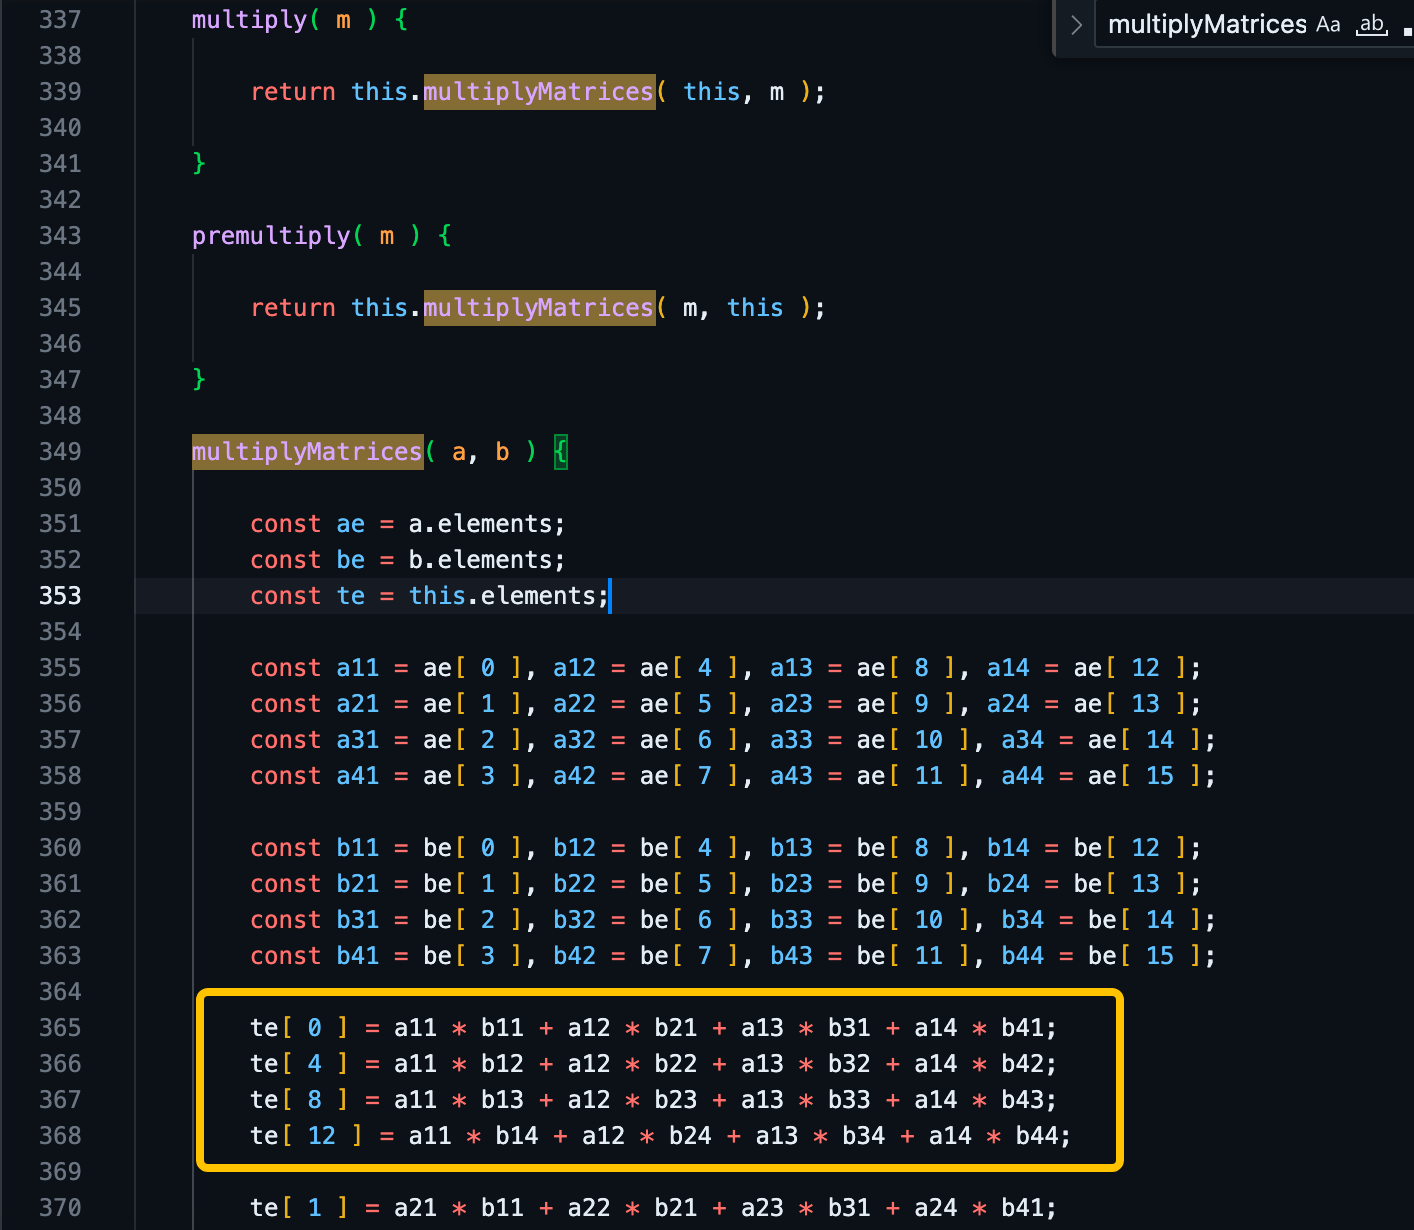 multiplyMatrices Aa ab
337 multiply( m ) {
338
339 return this.multiplyMatrices( this, m );
340
341 }
342
343 premultiply( m ) {
344
345 return this.multiplyMatrices( m, this );
346
347 }
348
349 multiplyMatrices( a, b ) {
350
351 const ae = a.elements;
352 const be = b.elements;
353 const te = this.elements;
354
355 const a11 = ae[ 0 ], a12 = ae[ 4 ], a13 = ae[ 8 ], a14 = ae[ 12 ];
356 const a21 = ae[ 1 ], a22 = ae[ 5 ], a23 = ae[ 9 ], a24 = ae[ 13 ];
357 const a31 = ae[ 2 ], a32 = ae[ 6 ], a33 = ae[ 10 ], a34 = ae[ 14 ];
358 const a41 = ae[ 3 ], a42 = ae[ 7 ], a43 = ae[ 11 ], a44 = ae[ 15 ];
359
360 const b11 = be[ 0 ], b12 = be[ 4 ], b13 = be[ 8 ], b14 = be[ 12 ];
361 const b21 = be[ 1 ], b22 = be[ 5 ], b23 = be[ 9 ], b24 = be[ 13 ];
362 const b31 = be[ 2 ], b32 = be[ 6 ], b33 = be[ 10 ], b34 = be[ 14 ];
363 const b41 = be[ 3 ], b42 = be[ 7 ], b43 = be[ 11 ], b44 = be[ 15 ];
364
365 te[ 0 ] = a11 * b11 + a12 * b21 + a13 * b31 + a14 * b41;
366 te[ 4 ] = a11 * b12 + a12 * b22 + a13 * b32 + a14 * b42;
367 te[ 8 ] = a11 * b13 + a12 * b23 + a13 * b33 + a14 * b43;
368 te[ 12 ] = a11 * b14 + a12 * b24 + a13 * b34 + a14 * b44;
369
370 te[ 1 ] = a21 * b11 + a22 * b21 + a23 * b31 + a24 * b41;